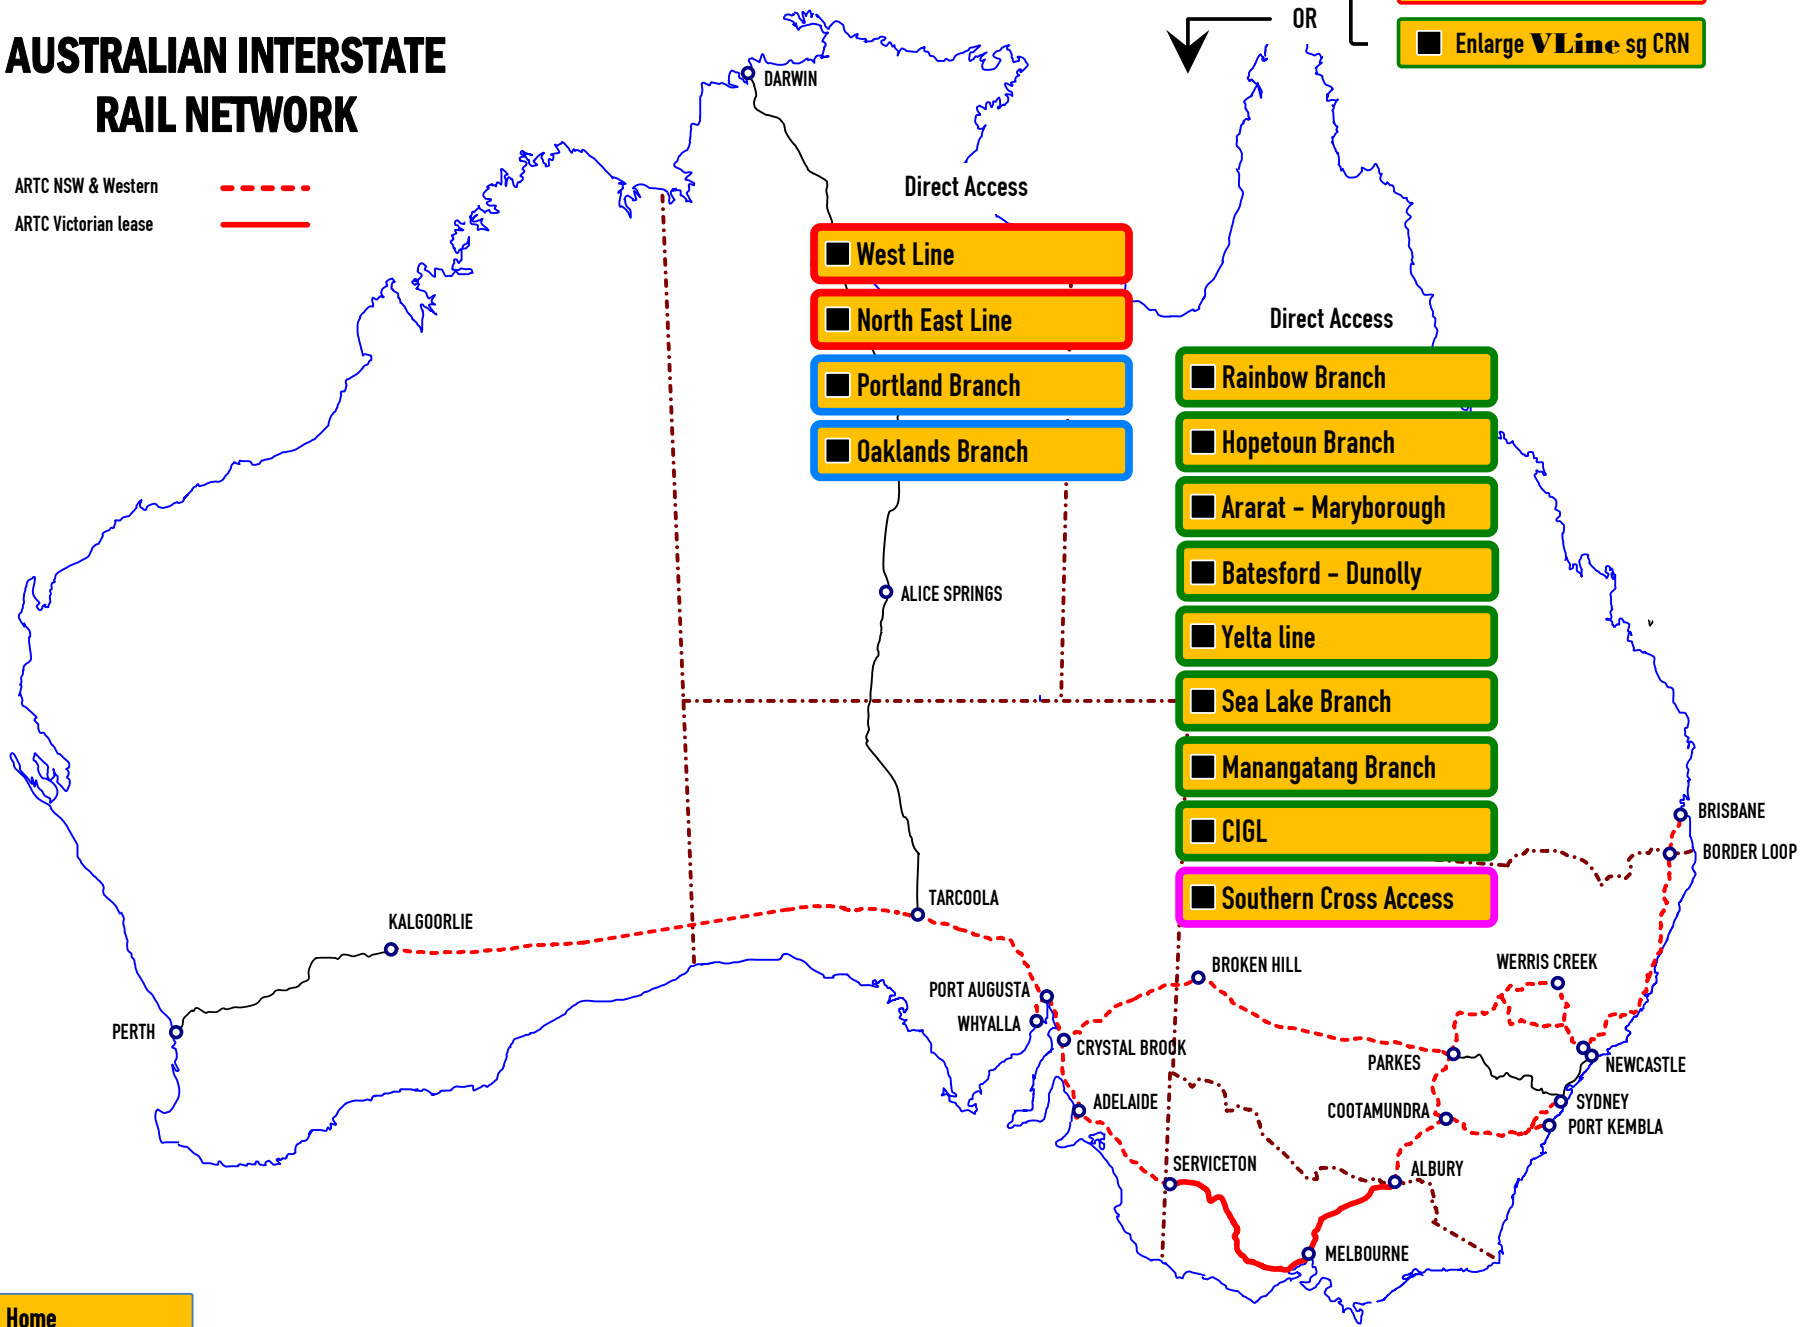 AUSTRALIAN INTERSTATE
RAIL NETWORK
ARTC NSW & Western
ARTC Victorian lease
OR
Enlarge VLine sg CRN
DARWIN
Direct Access
West Line
North East Line
Portland Branch
Oaklands Branch
Direct Access
Rainbow Branch
Hopetoun Branch
Ararat - Maryborough
Batesford - Dunolly
Yelta line
Sea Lake Branch
Manangatang Branch
CIGL
Southern Cross Access
ALICE SPRINGS
BRISBANE
BORDER LOOP
TARCOOLA
KALGOORLIE
PERTH
PORT AUGUSTA
WHYALLA
CRYSTAL BROOK
BROKEN HILL
WERRIS CREEK
PARKES
NEWCASTLE
SYDNEY
PORT KEMBLA
COOTAMUNDRA
ADELAIDE
SERVICETON
ALBURY
MELBOURNE
Home